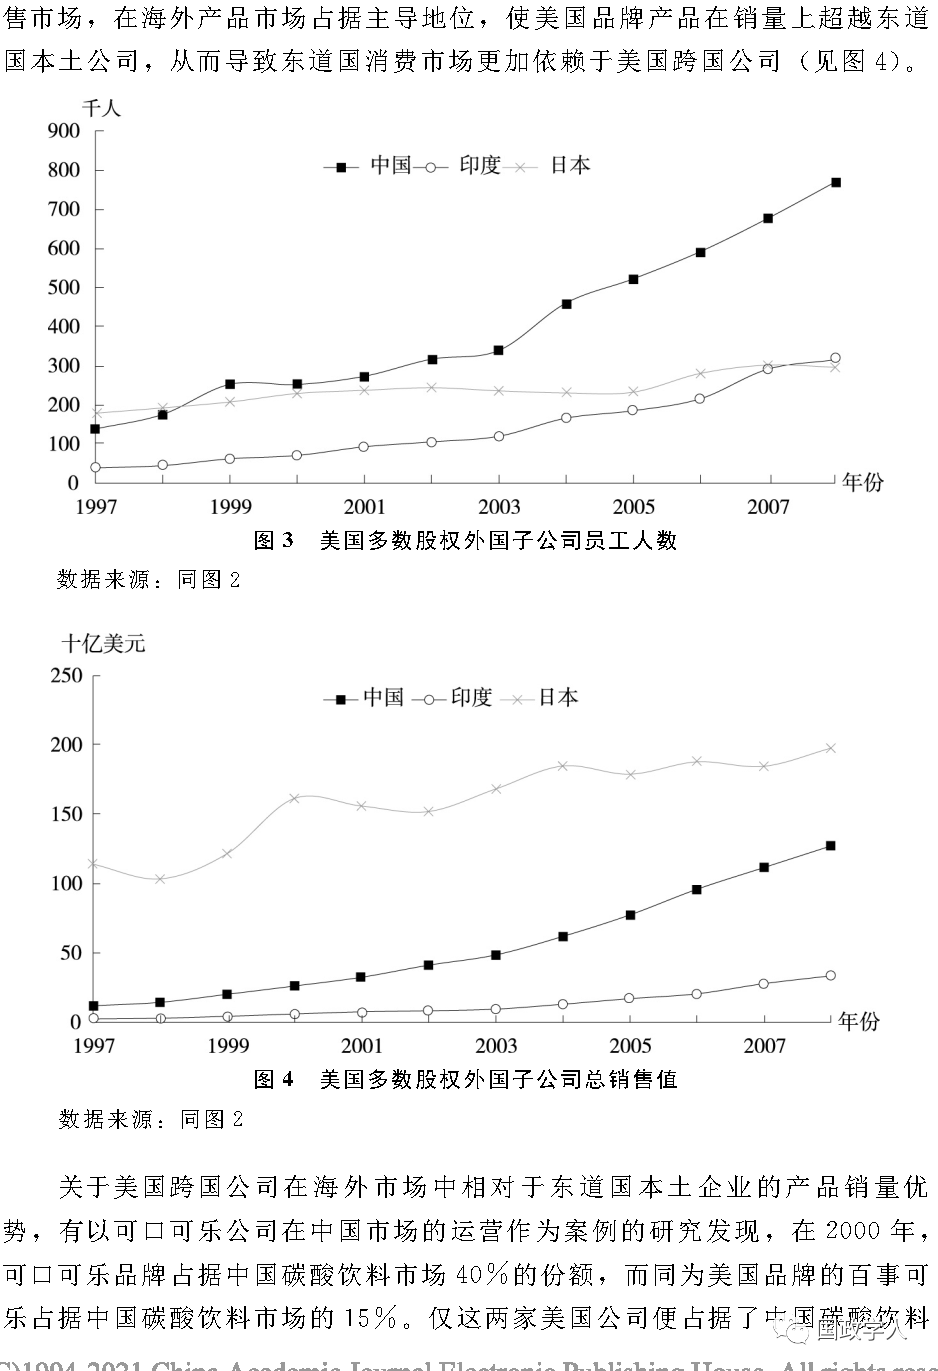 售市场，在海外产品市场占据主导地位，使美国品牌产品在销量上超越东道
国本土公司，从而导致东道国消费市场更加依赖于美国跨国公司（见图4）。
千人
900
中国 印度 日本
800
700
600
500
400
300
200
100
0
年份
1997 1999 2001 2003 2005 2007
图3 美国多数股权外国子公司员工人数
数据来源：同图2
十亿美元
250
中国 印度 日本
200
150
100
50
0
年份
1997 1999 2001 2003 2005 2007
图4 美国多数股权外国子公司总销售值
数据来源：同图2
关于美国跨国公司在海外市场中相对于东道国本土企业的产品销量优
势，有以可口可乐公司在中国市场的运营作为案例的研究发现，在2000年，
可口可乐品牌占据中国碳酸饮料市场40%的份额，而同为美国品牌的百事可
乐占据中国碳酸饮料市场的15%。仅这两家美国公司便占据了中国碳酸饮料
国政学人
C)1994-2021 China Academic Journal Electronic Publishing House. All rights rese